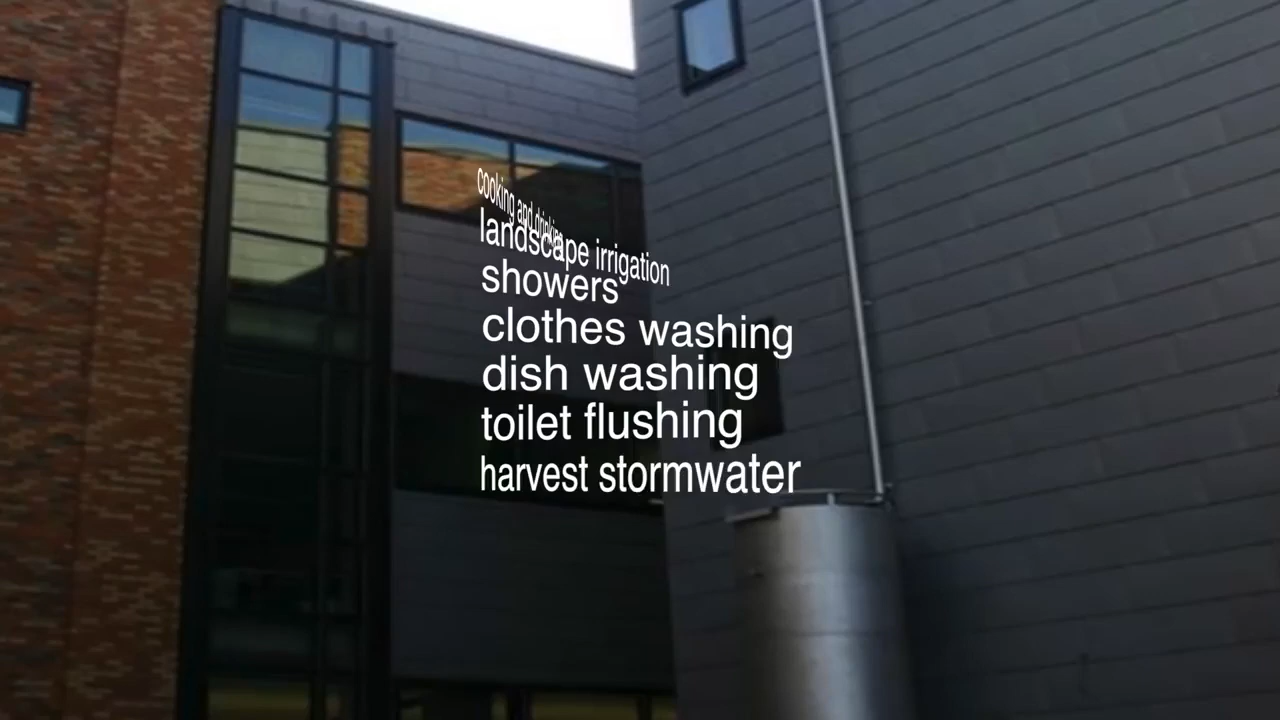 cooking and drinking
landscape irrigation
showers
clothes washing
dish washing
toilet flushing
harvest stormwater